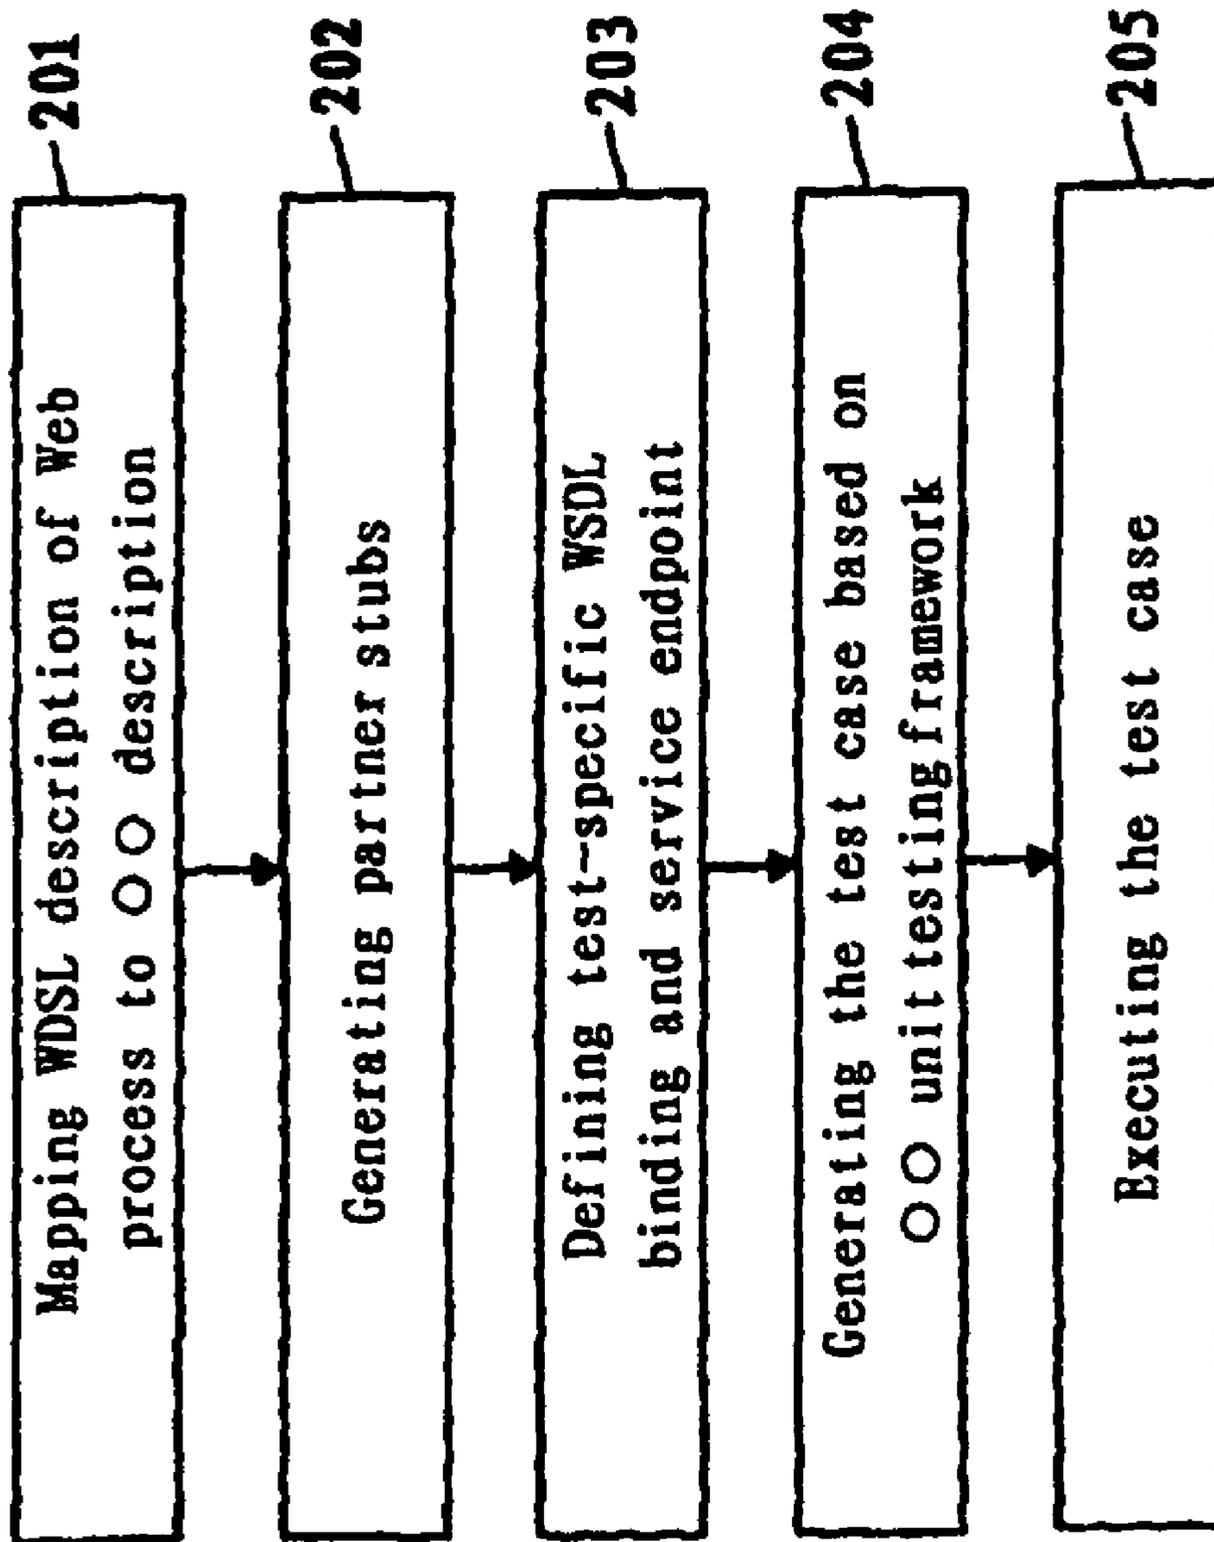 Mapping WDSL description of Web
process to OO description
201
Generating partner stubs
202
Defining test-specific WSDL
binding and service endpoint
203
Generating the test case based on
OO unit testing framework
204
Executing the test case
205